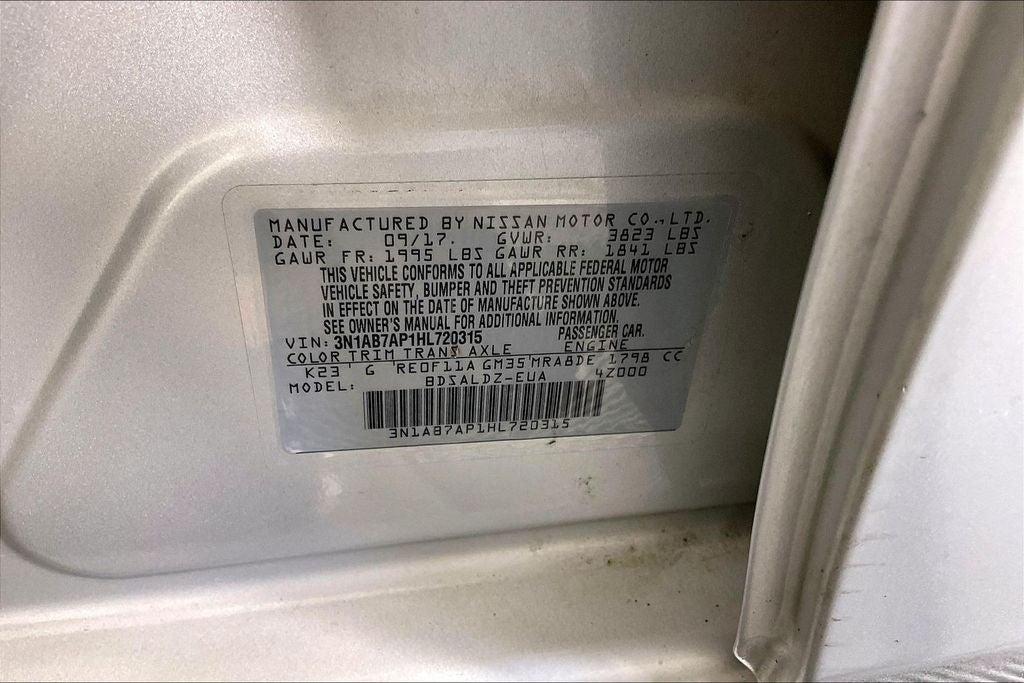 MANUFACTURED BY NISSAN MOTOR CO.,LTD.
DATE: 09/17. GVWR: 3823 LBS
GAWR FR: 1995 LBS GAWR RR: 1841 LBS
THIS VEHICLE CONFORMS TO ALL APPLICABLE FEDERAL MOTOR
VEHICLE SAFETY, BUMPER AND THEFT PREVENTION STANDARDS
IN EFFECT ON THE DATE OF MANUFACTURE SHOWN ABOVE.
SEE OWNER'S MANUAL FOR ADDITIONAL INFORMATION.
VIN: 3N1AB7AP1HL720315 PASSENGER CAR.
COLOR TRIM TRANS AXLE ENGINE
K23 G RE0F11A GM35 MRA8DE 1798 CC
MODEL: BDSALDZ-EUA 4Z000
3N1AB7AP1HL720315